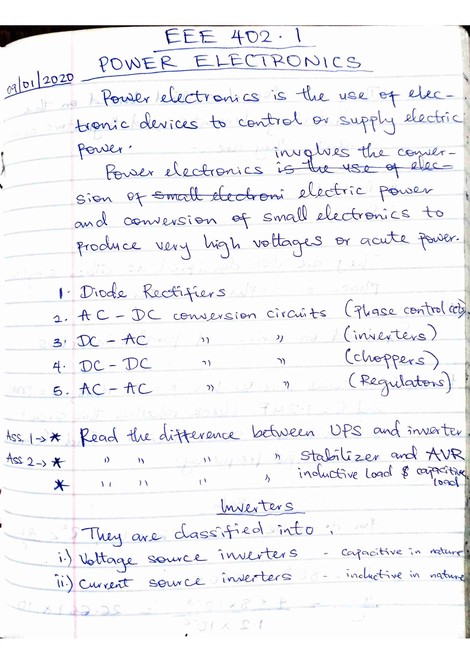 EEE 402.1
POWER ELECTRONICS
09/01/2020
Power electronics is the use of elec-
tronic devices to control or supply electric
power.
involves the conver-
Power electronics is the use of elec-
sion of small electroni electric power
and conversion of small electronics to
produce very high voltages or acute power.
1. Diode Rectifiers
2. AC - DC conversion circuits (phase control ccts).
3. DC - AC " " (inverters)
4. DC - DC " " (choppers)
5. AC - AC " " (Regulators)
Ass. 1-> * Read the difference between UPS and inverter.
Ass 2-> * " " " " Stabilizer and AVR
* " " " " inductive load & capacitive
load
Inverters
They are classified into;
i.) Voltage source inverters - capacitive in nature
ii.) Current source inverters - inductive in nature